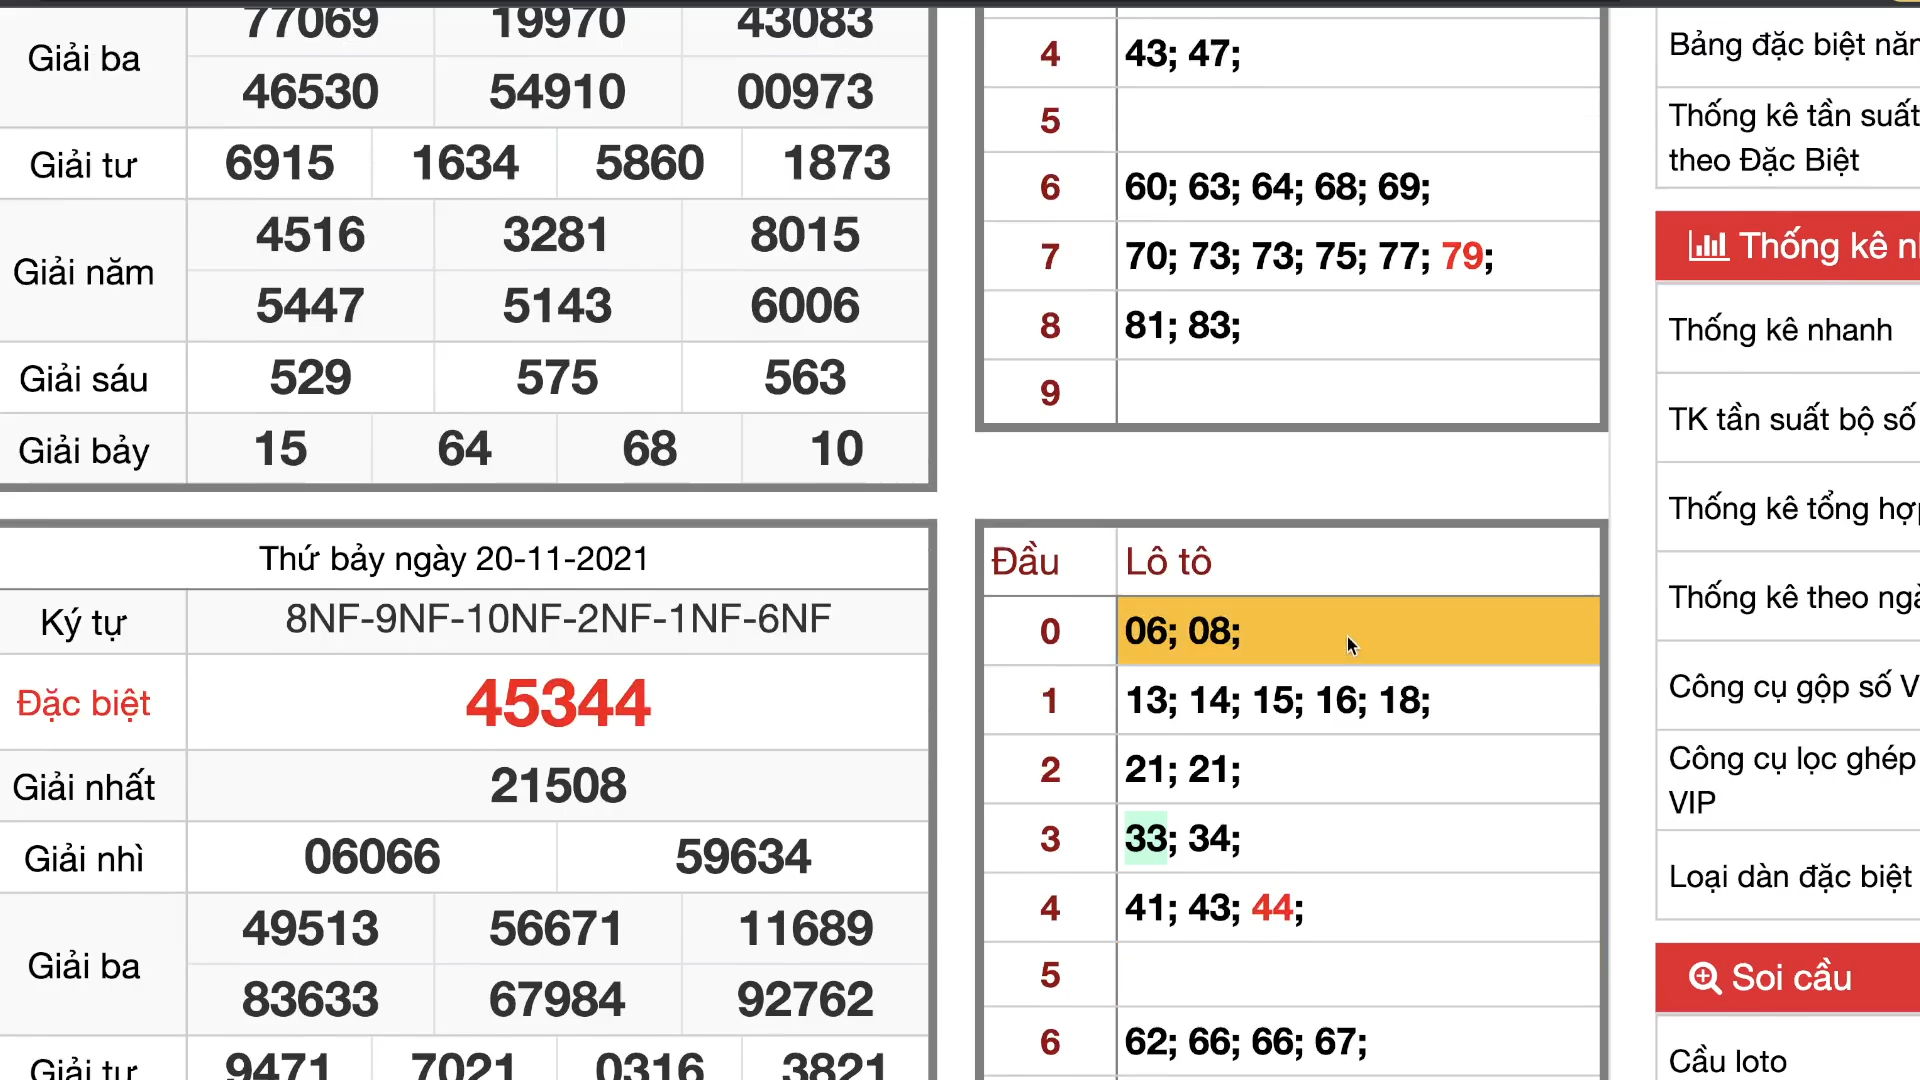 Giải ba
77069 19970 43083
46530 54910 00973
Giải tư 6915 1634 5860 1873
Giải năm
4516 3281 8015
5447 5143 6006
Giải sáu 529 575 563
Giải bảy 15 64 68 10
4 43; 47;
5
6 60; 63; 64; 68; 69;
7 70; 73; 73; 75; 77; 79;
8 81; 83;
9
Thứ bảy ngày 20-11-2021
Ký tự 8NF-9NF-10NF-2NF-1NF-6NF
Đặc biệt 45344
Giải nhất 21508
Giải nhì 06066 59634
Giải ba
49513 56671 11689
83633 67984 92762
Giải tư 9471 7021 0316 3821
Đầu Lô tô
0 06; 08;
1 13; 14; 15; 16; 18;
2 21; 21;
3 33; 34;
4 41; 43; 44;
5
6 62; 66; 66; 67;
Bảng đặc biệt
Thống kê tần suất
theo Đặc Biệt
Thống kê
Thống kê nhanh
TK tần suất bộ số
Thống kê tổng
Thống kê theo
Công cụ gộp số
Công cụ lọc ghép
VIP
Loại dàn đặc biệt
Soi cầu
Cầu loto